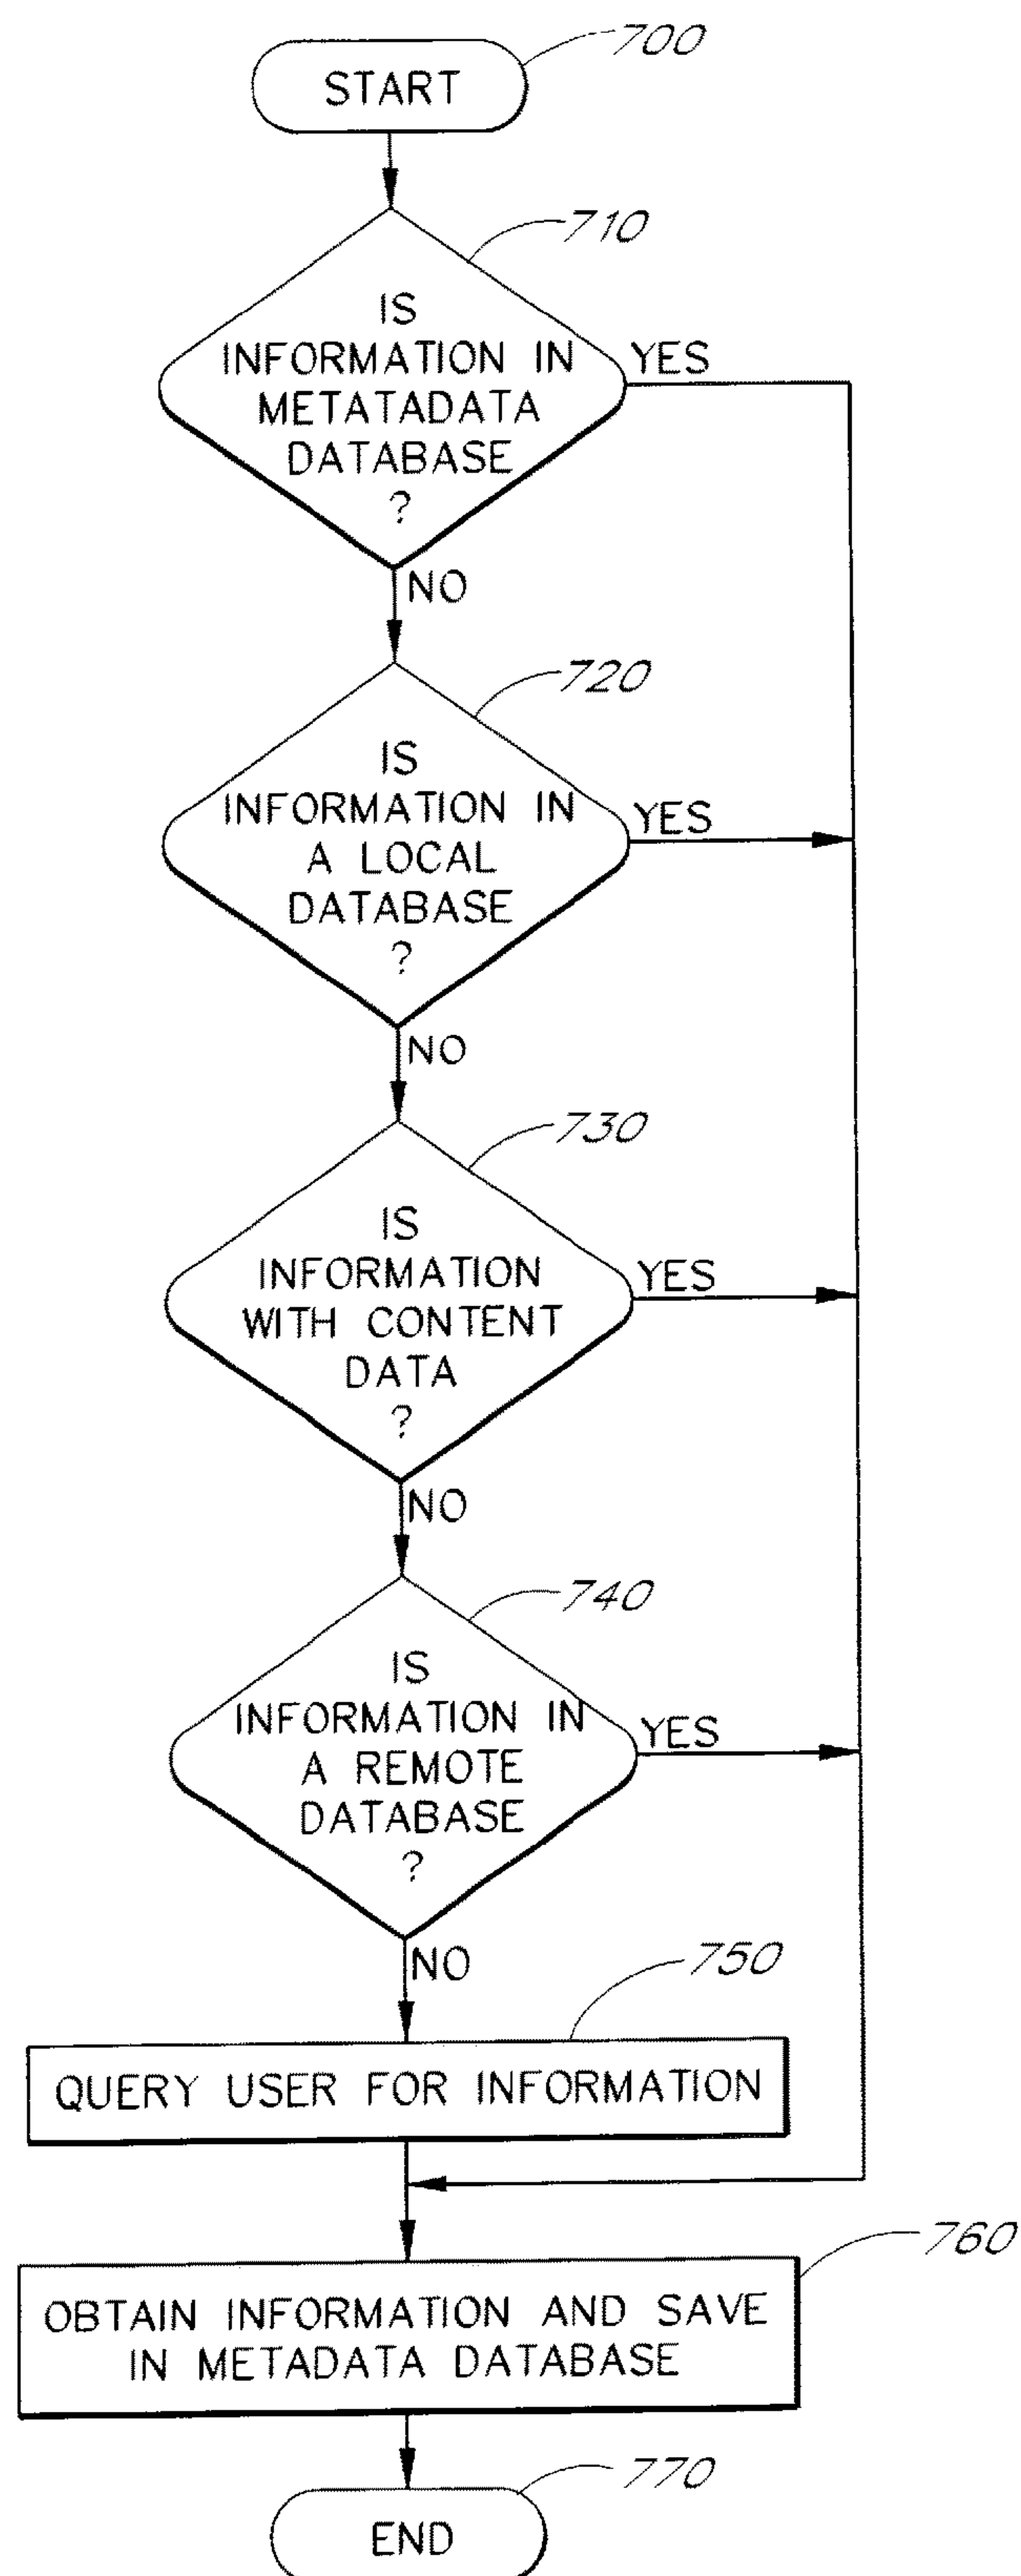 700
START
710
IS
INFORMATION IN
METATADATA
DATABASE
?
YES
NO
720
IS
INFORMATION IN
A LOCAL
DATABASE
?
YES
NO
730
IS
INFORMATION
WITH CONTENT
DATA
?
YES
NO
740
IS
INFORMATION IN
A REMOTE
DATABASE
?
YES
NO
750
QUERY USER FOR INFORMATION
760
OBTAIN INFORMATION AND SAVE
IN METADATA DATABASE
770
END